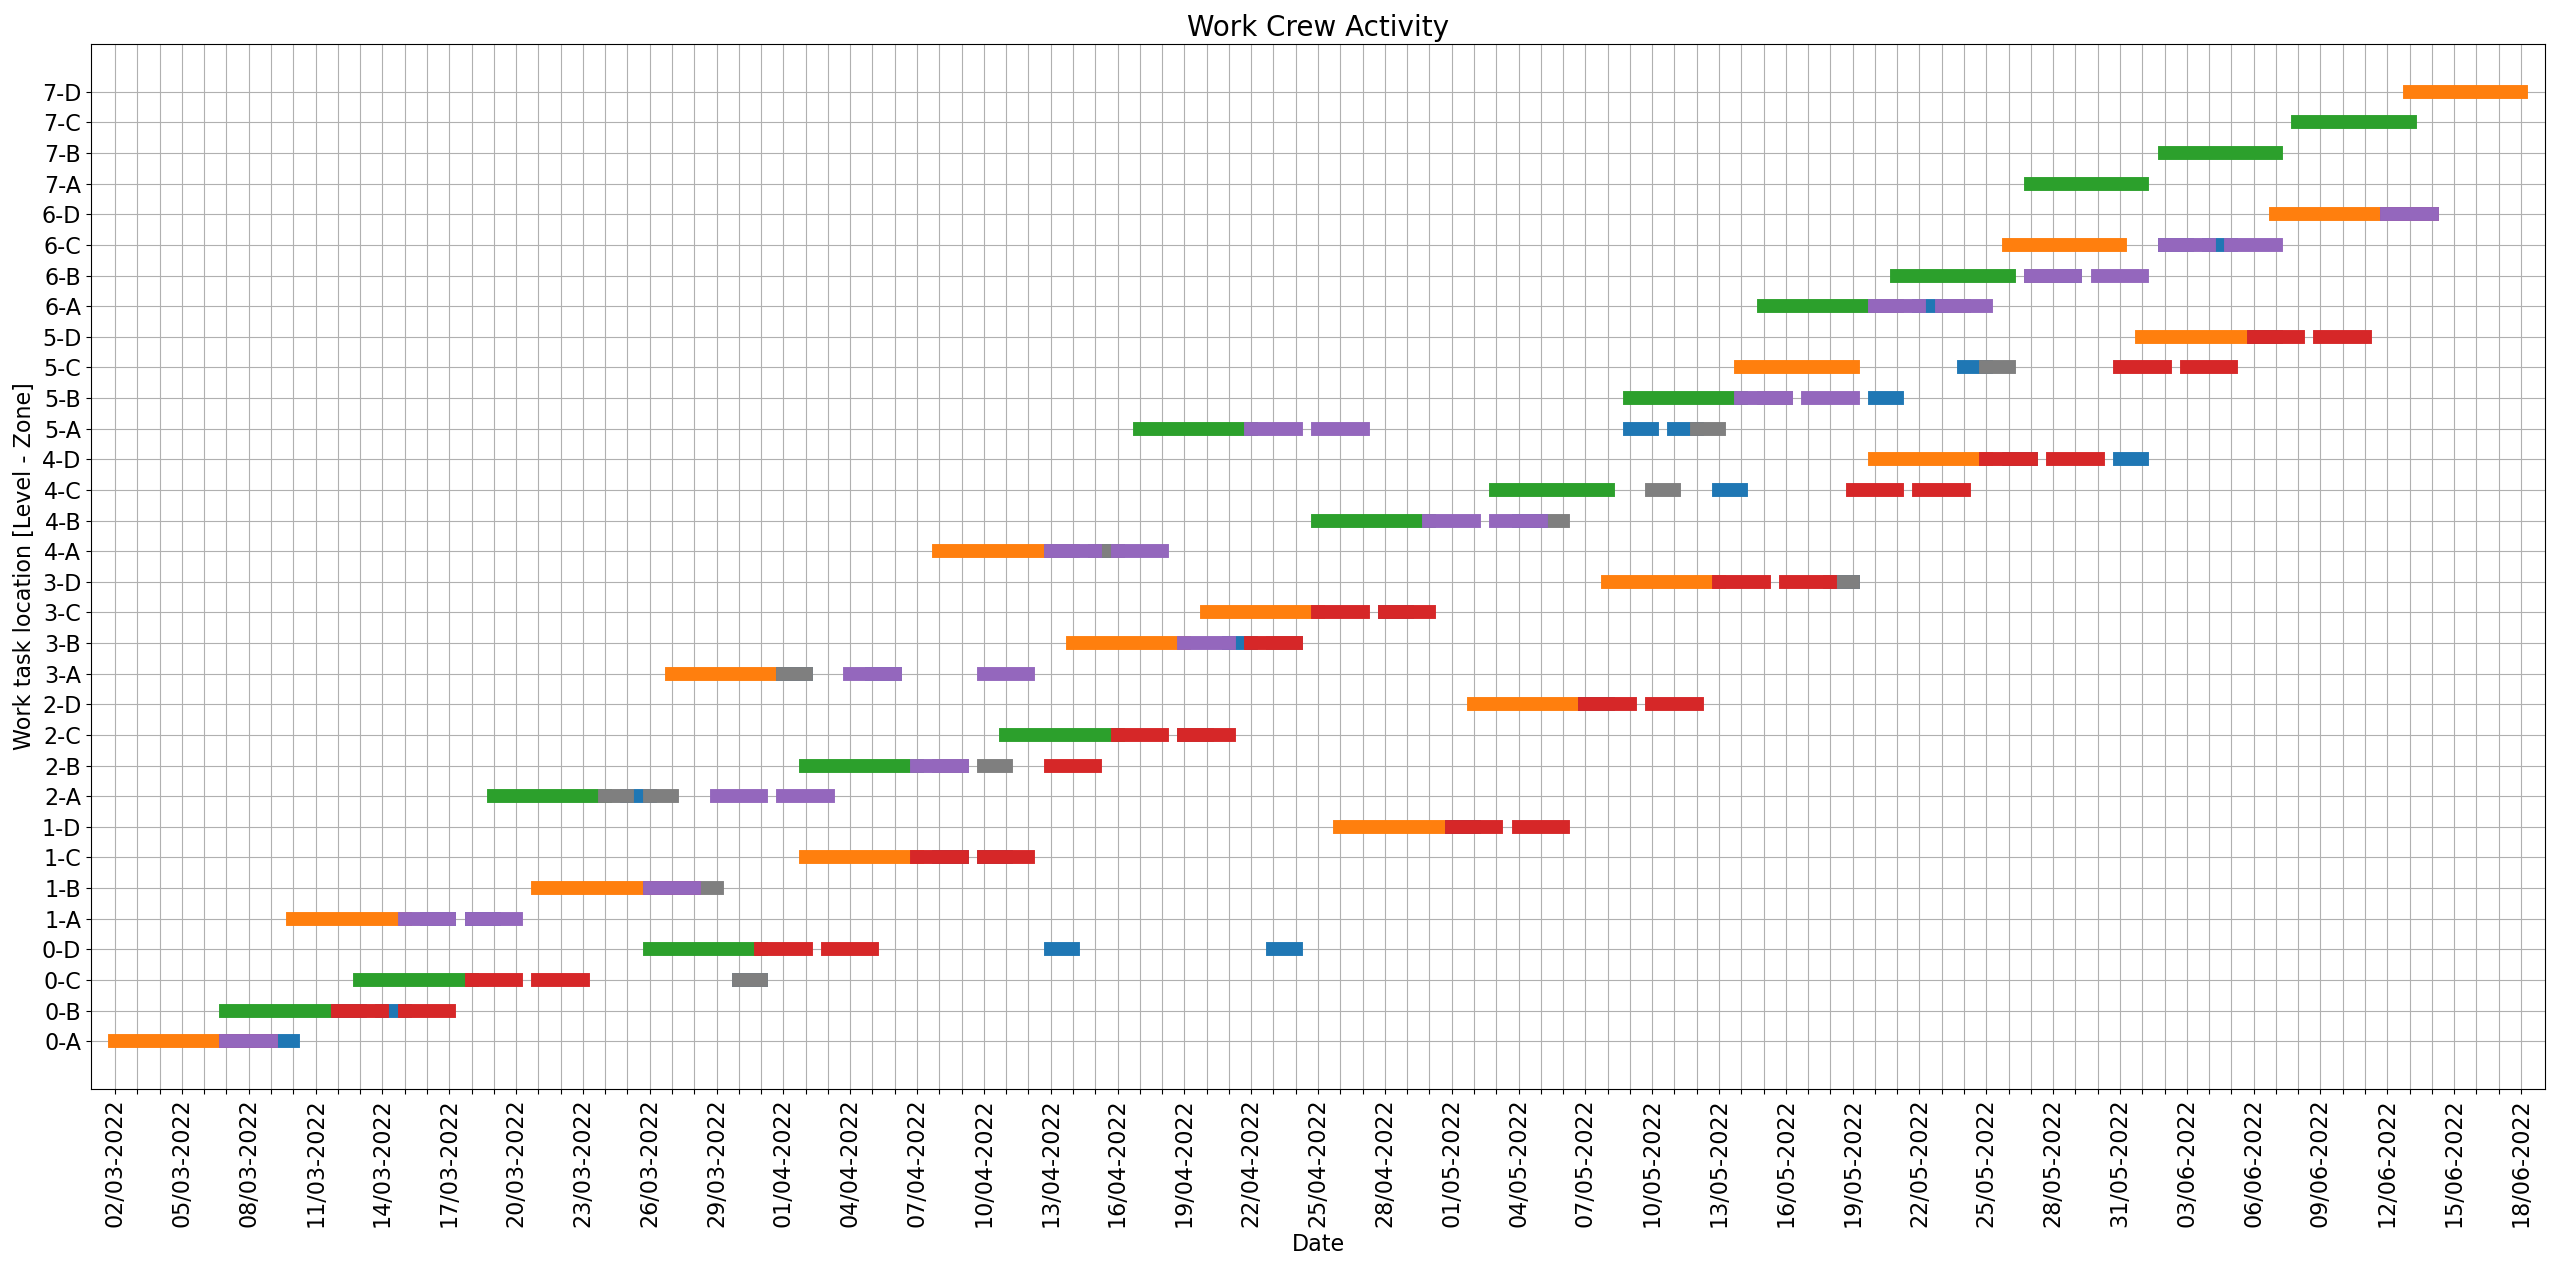 Work Crew Activity
Work task location [Level - Zone]
7-D
7-C
7-B
7-A
6-D
6-C
6-B
6-A
5-D
5-C
5-B
5-A
4-D
4-C
4-B
4-A
3-D
3-C
3-B
3-A
2-D
2-C
2-B
2-A
1-D
1-C
1-B
1-A
0-D
0-C
0-B
0-A
02/03-2022
05/03-2022
08/03-2022
11/03-2022
14/03-2022
17/03-2022
20/03-2022
23/03-2022
26/03-2022
29/03-2022
01/04-2022
04/04-2022
07/04-2022
10/04-2022
13/04-2022
16/04-2022
19/04-2022
22/04-2022
25/04-2022
28/04-2022
01/05-2022
04/05-2022
07/05-2022
10/05-2022
13/05-2022
16/05-2022
19/05-2022
22/05-2022
25/05-2022
28/05-2022
31/05-2022
03/06-2022
06/06-2022
09/06-2022
12/06-2022
15/06-2022
18/06-2022
Date